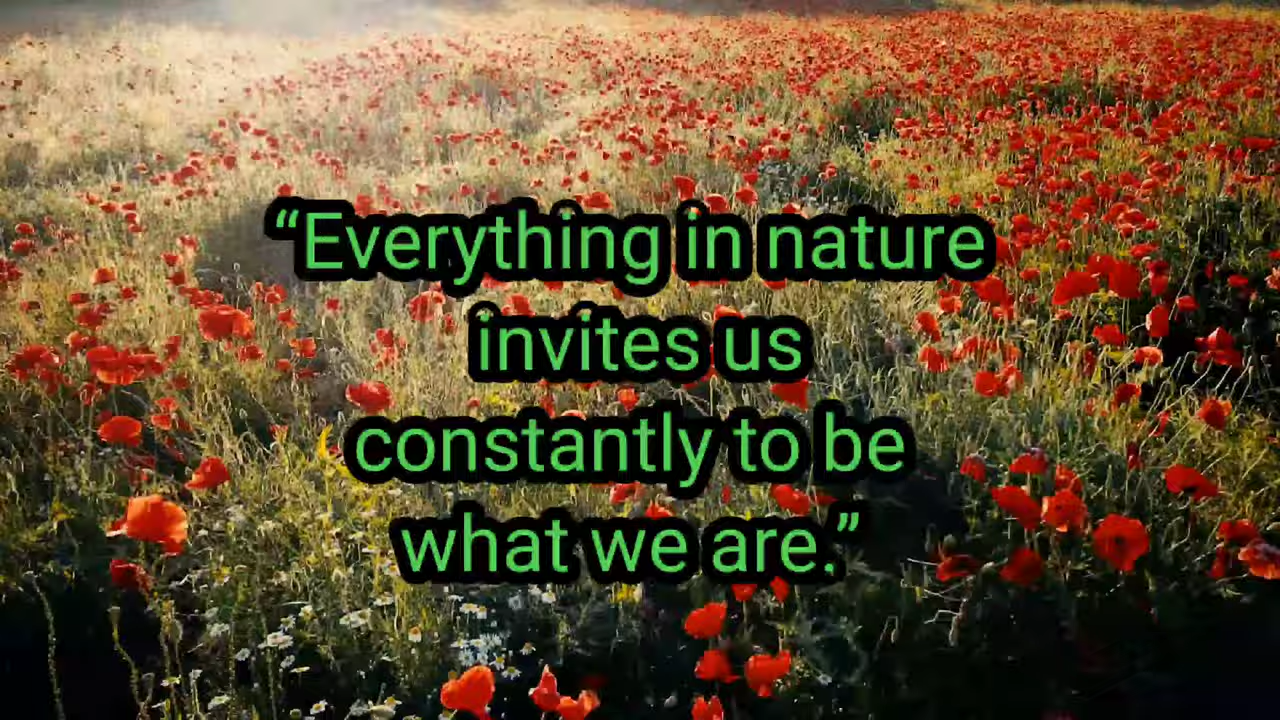 “Everything in nature
invites us
constantly to be
what we are.”